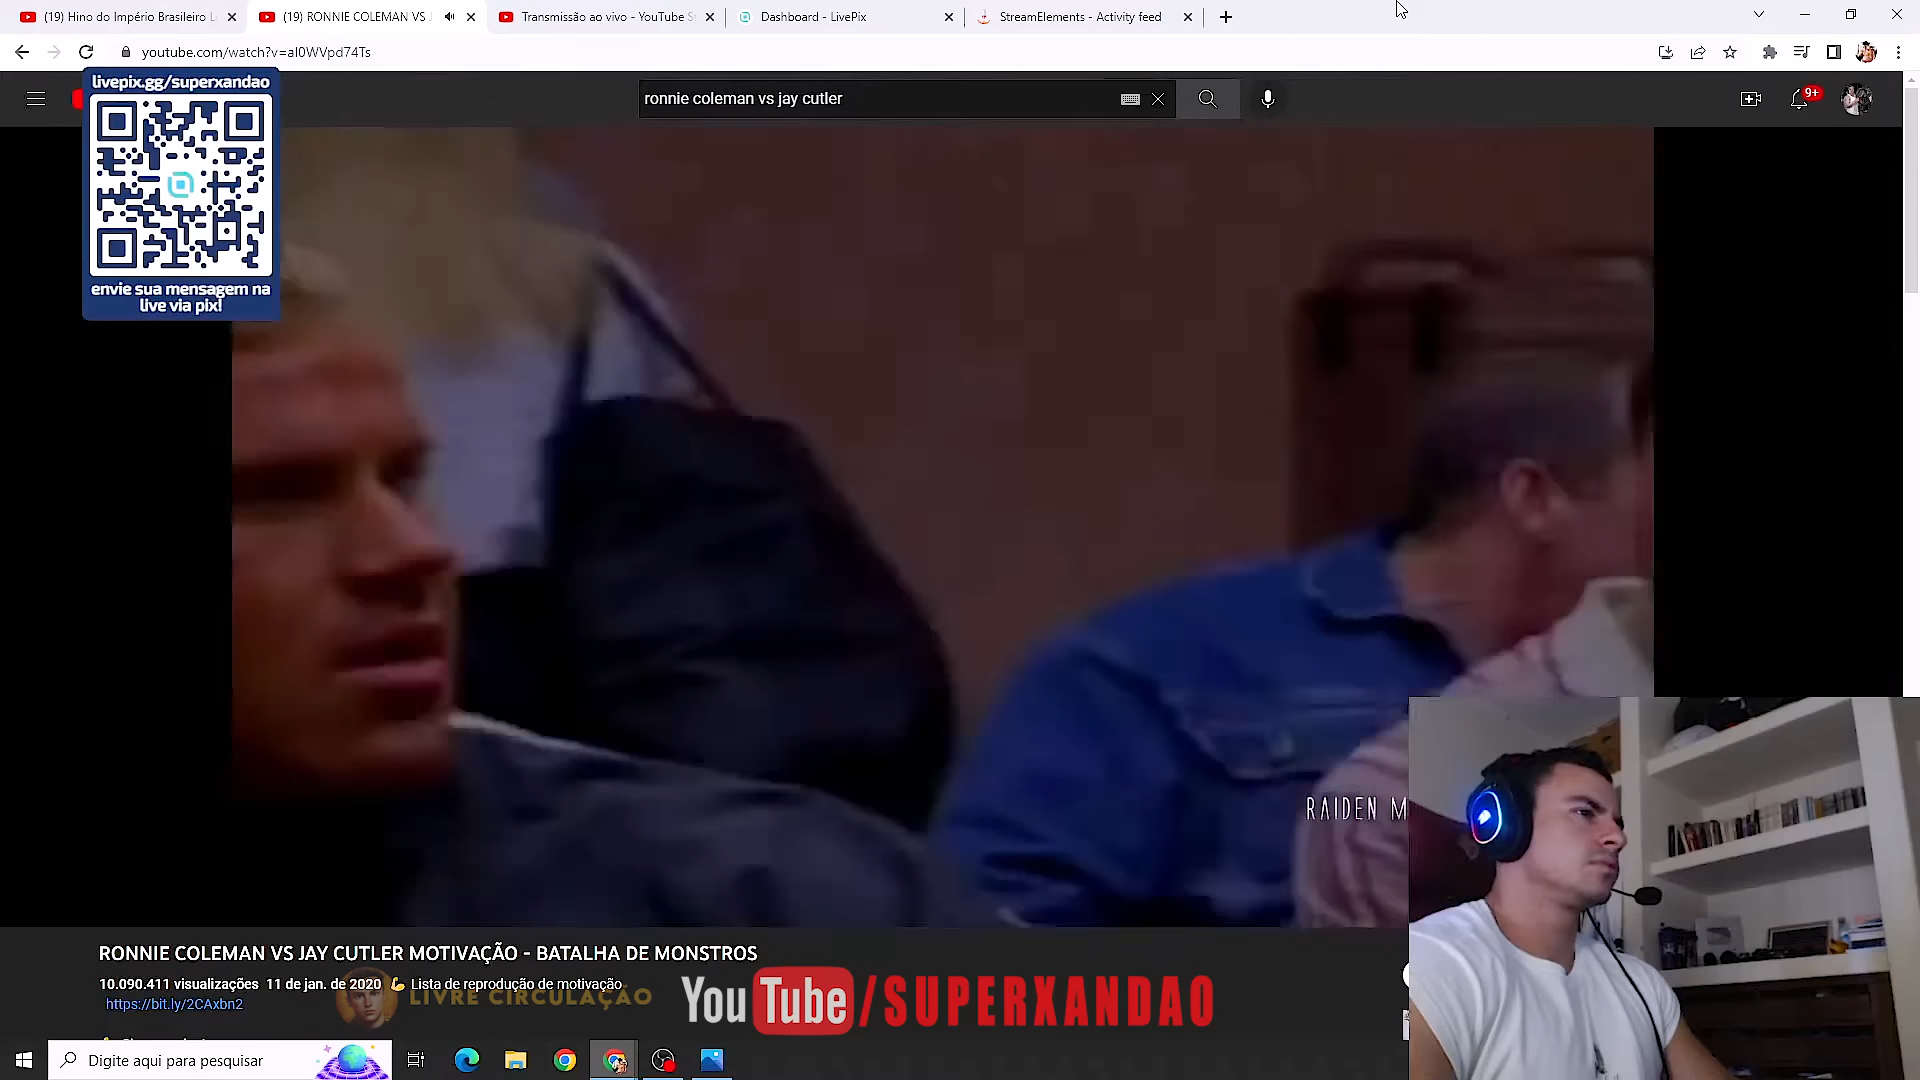 (19) Hino do Império Brasileiro L
(19) RONNIE COLEMAN VS J
Transmissão ao vivo - YouTube S
Dashboard - LivePix
StreamElements - Activity feed
youtube.com/watch?v=al0WVpd74Ts
livepix.gg/superxandao
ronnie coleman vs jay cutler
9+
envie sua mensagem na
live via pix!
RAIDEN M
RONNIE COLEMAN VS JAY CUTLER MOTIVAÇÃO - BATALHA DE MONSTROS
10.090.411 visualizações 11 de jan. de 2020 💪 Lista de reprodução de motivação
https://bit.ly/2CAxbn2
LIVRE CIRCULAÇÃO
YouTube/SUPERXANDAO
Digite aqui para pesquisar